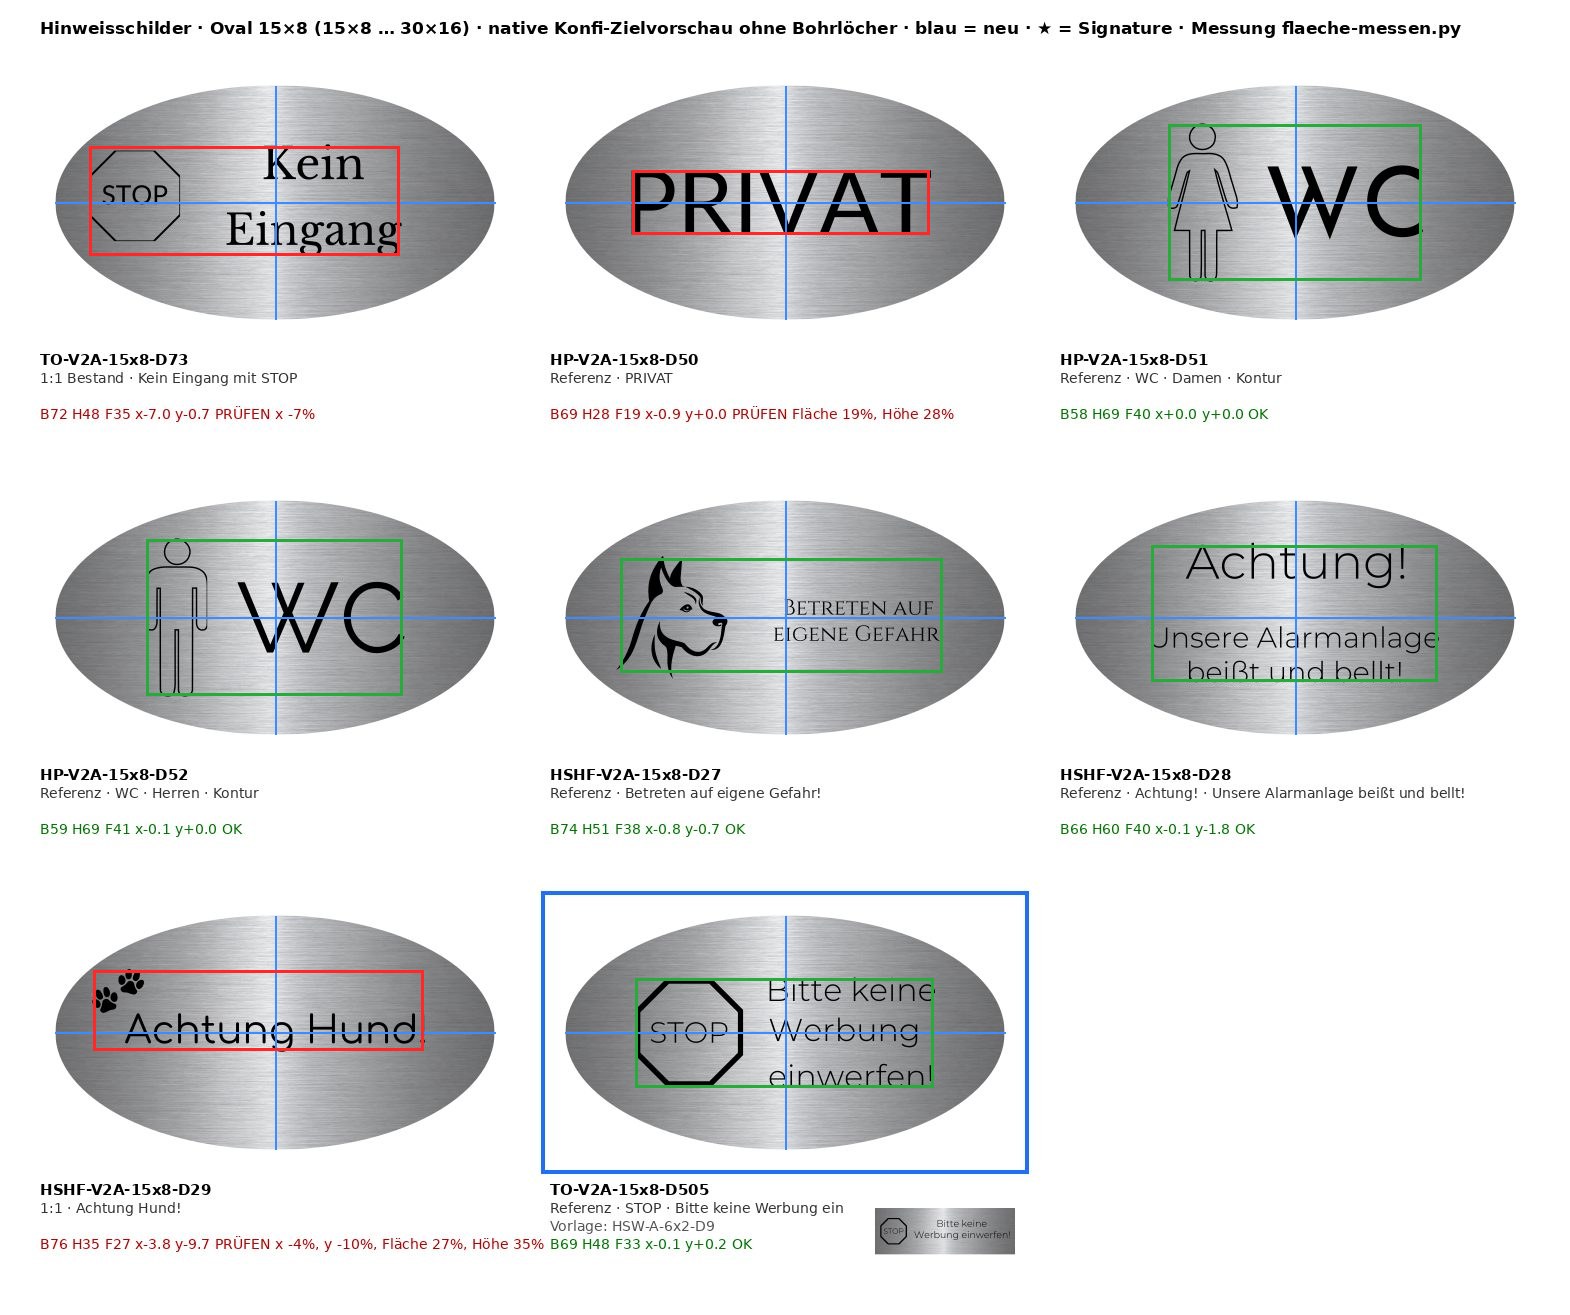 Hinweisschilder · Oval 15×8 (15×8 … 30×16) · native Konfi-Zielvorschau ohne Bohrlöcher · blau = neu · ★ = Signature · Messung flaeche-messen.py
STOP
Kein
Eingang
TO-V2A-15x8-D73
1:1 Bestand · Kein Eingang mit STOP
B72 H48 F35 x-7.0 y-0.7 PRÜFEN x -7%
PRIVAT
HP-V2A-15x8-D50
Referenz · PRIVAT
B69 H28 F19 x-0.9 y+0.0 PRÜFEN Fläche 19%, Höhe 28%
WC
HP-V2A-15x8-D51
Referenz · WC · Damen · Kontur
B58 H69 F40 x+0.0 y+0.0 OK
WC
HP-V2A-15x8-D52
Referenz · WC · Herren · Kontur
B59 H69 F41 x-0.1 y+0.0 OK
Betreten auf
eigene Gefahr
HSHF-V2A-15x8-D27
Referenz · Betreten auf eigene Gefahr!
B74 H51 F38 x-0.8 y-0.7 OK
Achtung!
Unsere Alarmanlage
beißt und bellt!
HSHF-V2A-15x8-D28
Referenz · Achtung! · Unsere Alarmanlage beißt und bellt!
B66 H60 F40 x-0.1 y-1.8 OK
Achtung Hund!
HSHF-V2A-15x8-D29
1:1 · Achtung Hund!
B76 H35 F27 x-3.8 y-9.7 PRÜFEN x -4%, y -10%, Fläche 27%, Höhe 35%
STOP
Bitte keine
Werbung
einwerfen!
TO-V2A-15x8-D505
Referenz · STOP · Bitte keine Werbung ein
Vorlage: HSW-A-6x2-D9
B69 H48 F33 x-0.1 y+0.2 OK
STOP
Bitte keine
Werbung einwerfen!